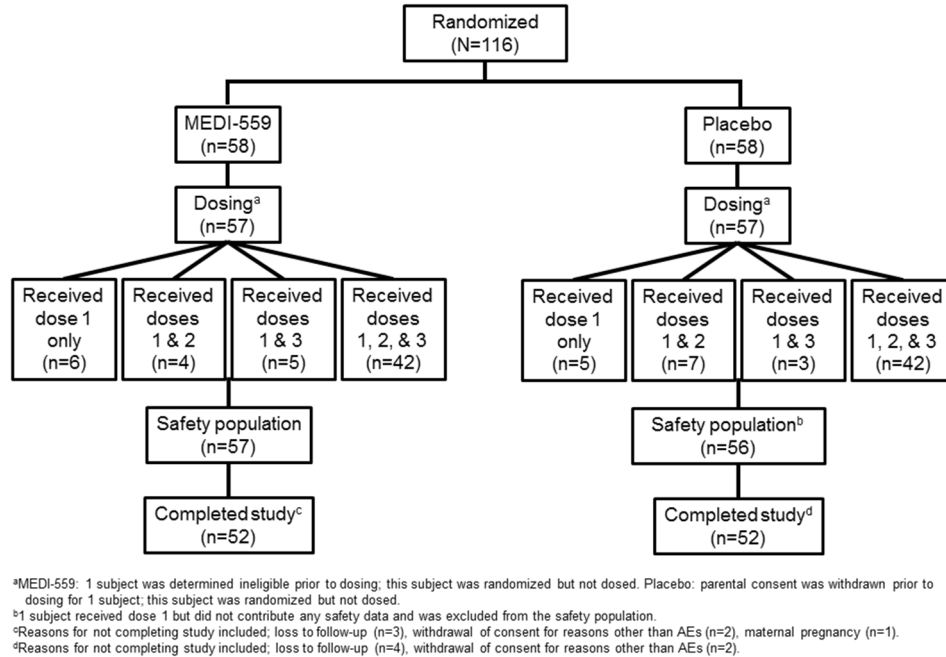 Randomized
(N=116)
MEDI-559
(n=58)
Placebo
(n=58)
Dosingᵃ
(n=57)
Dosingᵃ
(n=57)
Received
dose 1
only
(n=6)
Received
doses
1 & 2
(n=4)
Received
doses
1 & 3
(n=5)
Received
doses
1, 2, & 3
(n=42)
Received
dose 1
only
(n=5)
Received
doses
1 & 2
(n=7)
Received
doses
1 & 3
(n=3)
Received
doses
1, 2, & 3
(n=42)
Safety population
(n=57)
Safety populationᵇ
(n=56)
Completed studyᶜ
(n=52)
Completed studyᵈ
(n=52)
ᵃMEDI-559: 1 subject was determined ineligible prior to dosing; this subject was randomized but not dosed. Placebo: parental consent was withdrawn prior to
dosing for 1 subject; this subject was randomized but not dosed.
ᵇ1 subject received dose 1 but did not contribute any safety data and was excluded from the safety population.
ᶜReasons for not completing study included; loss to follow-up (n=3), withdrawal of consent for reasons other than AEs (n=2), maternal pregnancy (n=1).
ᵈReasons for not completing study included; loss to follow-up (n=4), withdrawal of consent for reasons other than AEs (n=2).